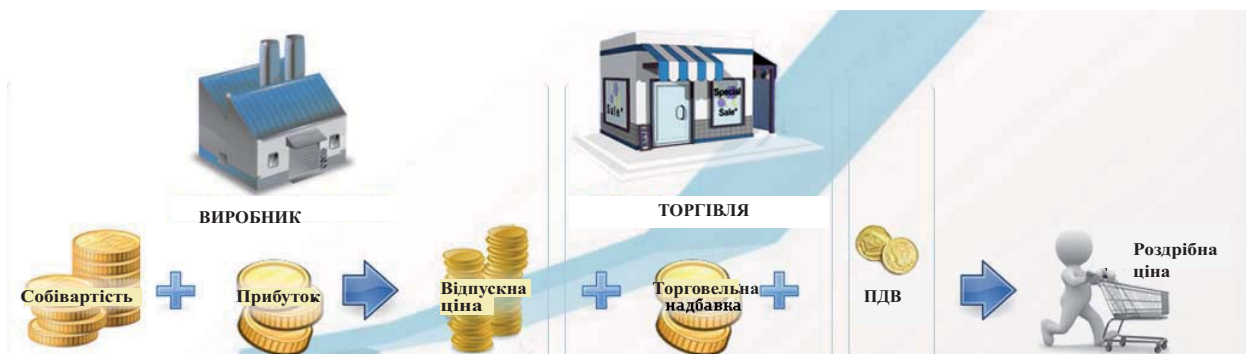 Sale*
Special
Sale*
ВИРОБНИК
ТОРГІВЛЯ
Собівартість
Прибуток
Відпускна
ціна
Торговельна
надбавка
ПДВ
Роздрібна
ціна